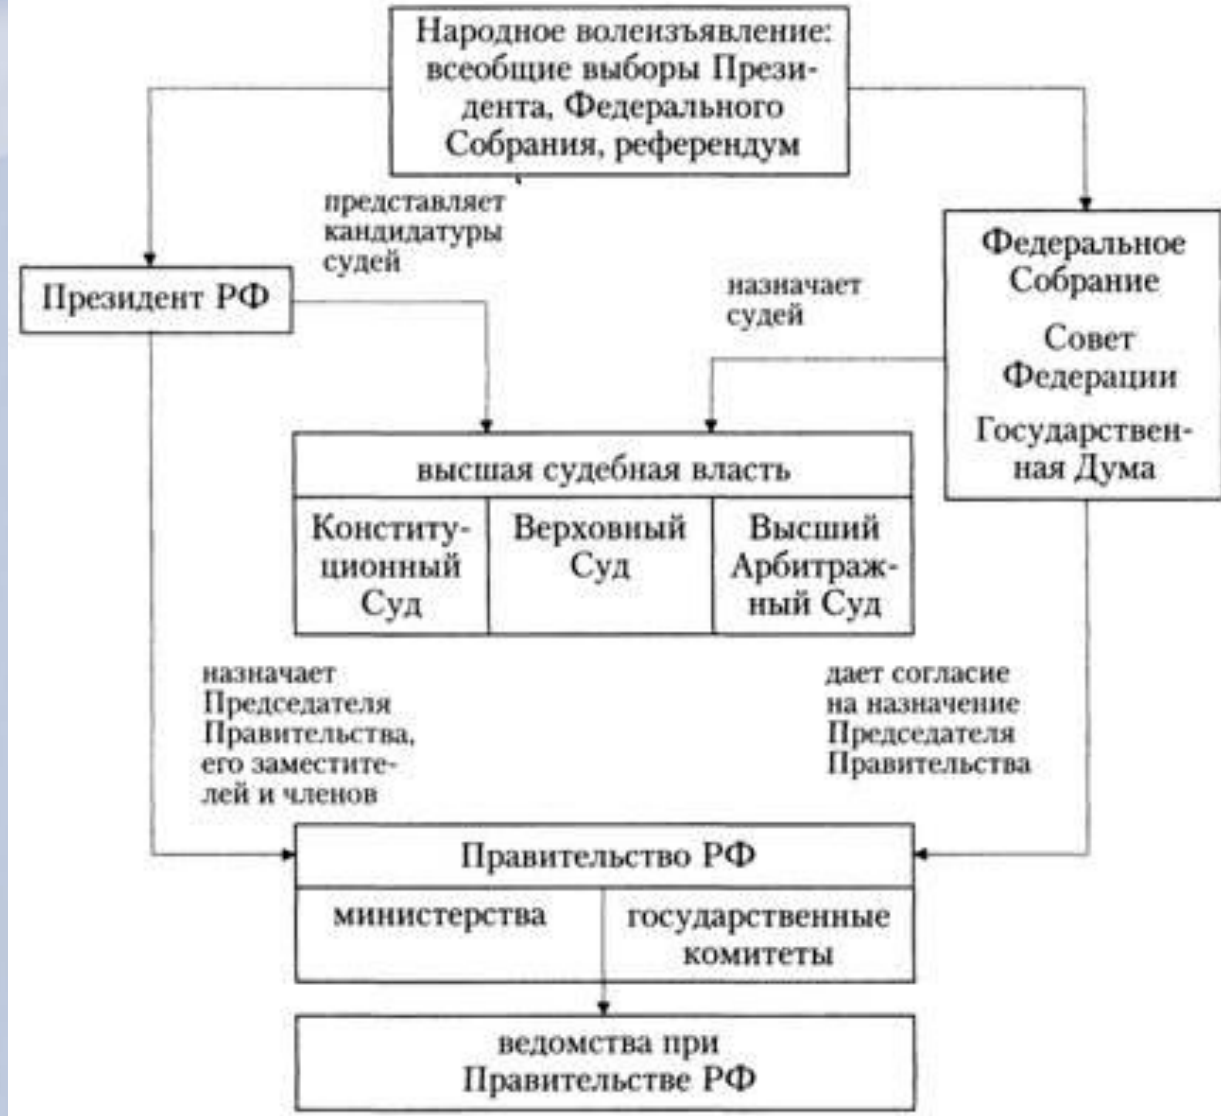 Народное волеизъявление:
всеобщие выборы Прези-
дента, Федерального
Собрания, референдум
представляет
кандидатуры
судей
Президент РФ
назначает
судей
Федеральное
Собрание
Совет
Федерации
Государствен-
ная Дума
высшая судебная власть
Конститу-
ционный
Суд
Верховный
Суд
Высший
Арбитраж-
ный Суд
назначает
Председателя
Правительства,
его заместите-
лей и членов
дает согласие
на назначение
Председателя
Правительства
Правительство РФ
министерства
государственные
комитеты
ведомства при
Правительстве РФ